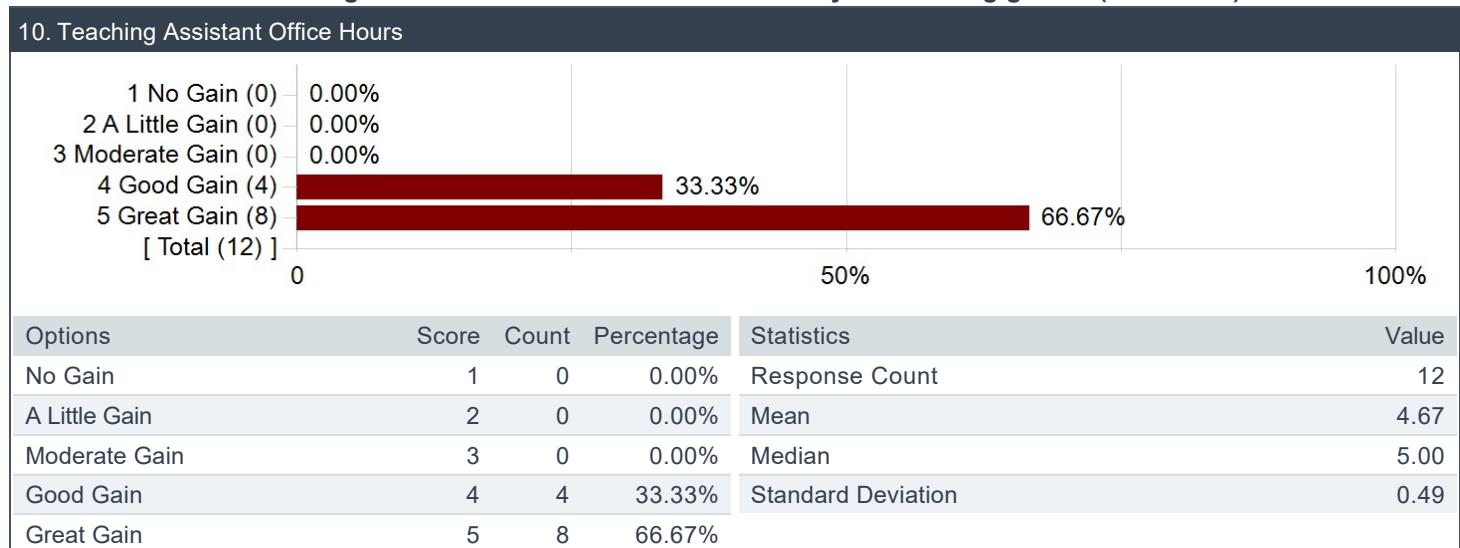 10. Teaching Assistant Office Hours
1 No Gain (0) 0.00%
2 A Little Gain (0) 0.00%
3 Moderate Gain (0) 0.00%
4 Good Gain (4) 33.33%
5 Great Gain (8) 66.67%
[ Total (12) ]
0 50% 100%
Options Score Count Percentage Statistics Value
No Gain 1 0 0.00% Response Count 12
A Little Gain 2 0 0.00% Mean 4.67
Moderate Gain 3 0 0.00% Median 5.00
Good Gain 4 4 33.33% Standard Deviation 0.49
Great Gain 5 8 66.67%